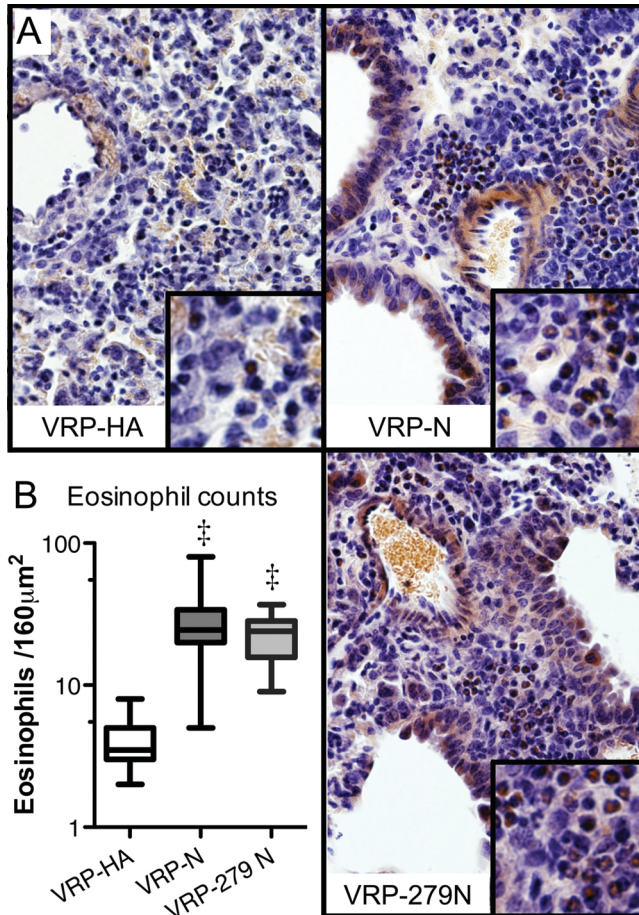 A
VRP-HA
VRP-N
B Eosinophil counts
‡
‡
100
10
1
Eosinophils /160µm²
VRP-HA
VRP-N
VRP-279 N
VRP-279N